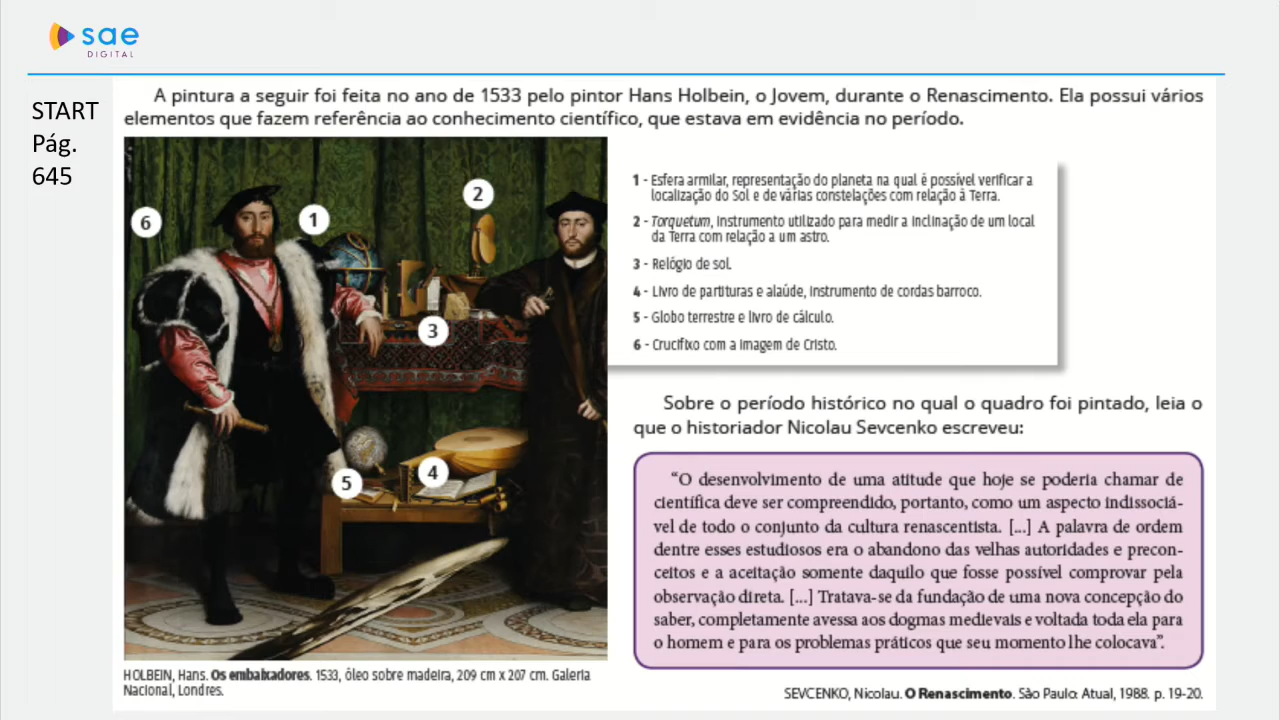 sae
DIGITAL
START
Pág.
645
A pintura a seguir foi feita no ano de 1533 pelo pintor Hans Holbein, o Jovem, durante o Renascimento. Ela possui vários
elementos que fazem referência ao conhecimento científico, que estava em evidência no período.
6
1
2
3
4
5
1 - Esfera armilar, representação do planeta na qual é possível verificar a
localização do Sol e de várias constelações com relação à Terra.
2 - Torquetum, instrumento utilizado para medir a inclinação de um local
da Terra com relação a um astro.
3 - Relógio de sol.
4 - Livro de partituras e alaúde, instrumento de cordas barroco.
5 - Globo terrestre e livro de cálculo.
6 - Crucifixo com a imagem de Cristo.
Sobre o período histórico no qual o quadro foi pintado, leia o
que o historiador Nicolau Sevcenko escreveu:
“O desenvolvimento de uma atitude que hoje se poderia chamar de
científica deve ser compreendido, portanto, como um aspecto indissociá-
vel de todo o conjunto da cultura renascentista. [...] A palavra de ordem
dentre esses estudiosos era o abandono das velhas autoridades e precon-
ceitos e a aceitação somente daquilo que fosse possível comprovar pela
observação direta. [...] Tratava-se da fundação de uma nova concepção do
saber, completamente avessa aos dogmas medievais e voltada toda ela para
o homem e para os problemas práticos que seu momento lhe colocava”.
HOLBEIN, Hans. Os embaixadores. 1533, óleo sobre madeira, 209 cm x 207 cm. Galeria
Nacional, Londres.
SEVCENKO, Nicolau. O Renascimento. São Paulo: Atual, 1988. p. 19-20.